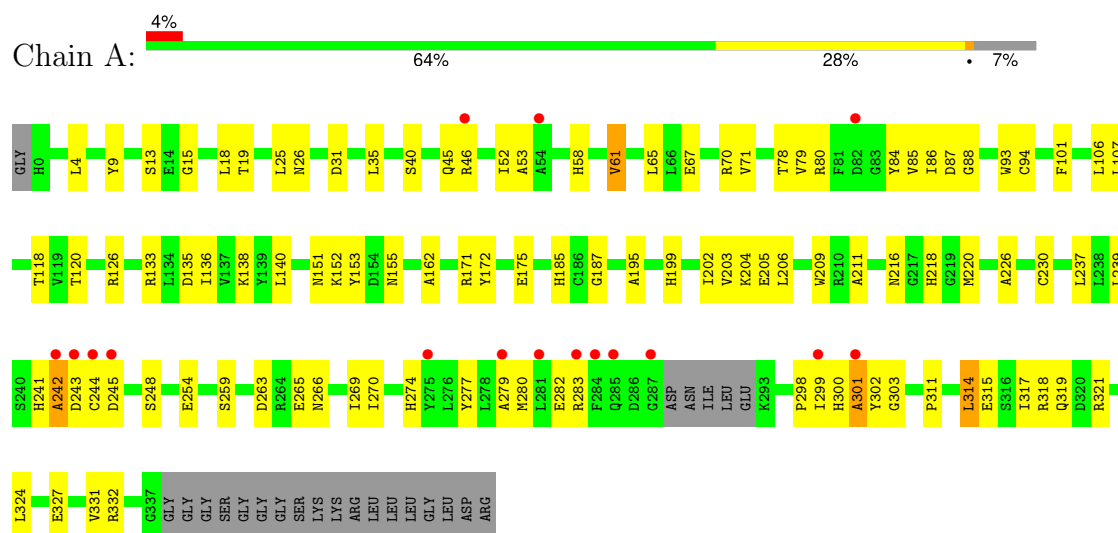 4%
Chain A:
64% 28% • 7%
GLY H0 L4 Y9 S13 E14 G15 L18 T19 L25 N26 D31 L35 S40 Q45 R46 I52 A53 A54 H58 V61 L65 L66 E67 R70 V71 T78 V79 R80 F81 D82 G83 Y84 V85 I86 D87 G88 W93 C94 F101 L106 L107
T118 V119 T120 R126 R133 L134 D135 I136 V137 K138 Y139 L140 N151 K152 Y153 D154 N155 A162 R171 Y172 E175 H185 C186 G187 A195 H199 I202 V203 K204 E205 L206 W209 R210 A211 N216 G217 H218 G219 M220 A226 C230 L237 L238 L239
S240 H241 A242 D243 C244 D245 S248 E254 S259 D263 R264 E265 N266 I269 I270 H274 Y275 L276 Y277 L278 A279 M280 L281 E282 R283 F284 Q285 D286 G287 ASP ASN ILE LEU GLU K293 P298 I299 H300 A301 Y302 G303 P311 L314 E315 S316 I317 R318 Q319 D320 R321
L324 E327 V331 R332 G337 GLY GLY GLY SER GLY GLY GLY SER LYS LYS ARG LEU LEU LEU GLY LEU ASP ARG